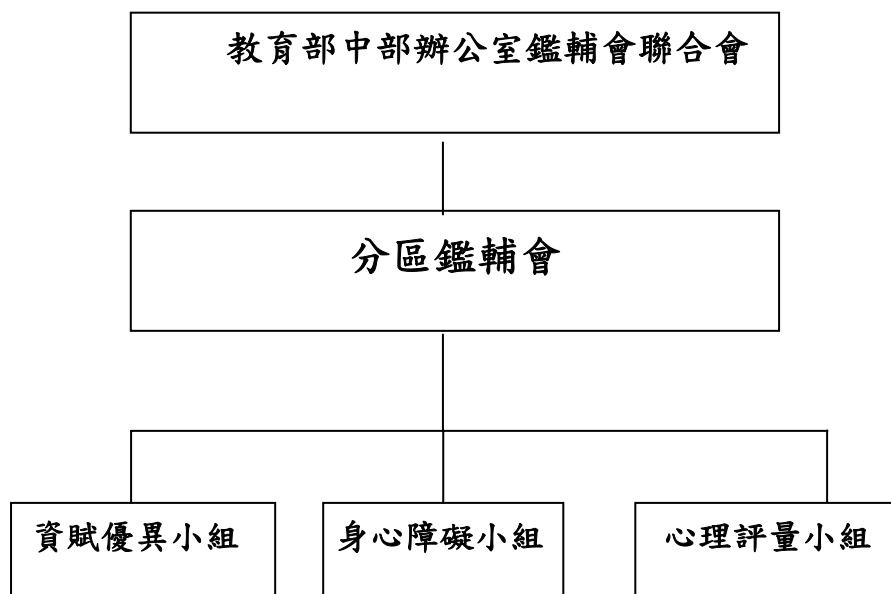 教育部中部辦公室鑑輔會聯合會
分區鑑輔會
資賦優異小組
身心障礙小組
心理評量小組